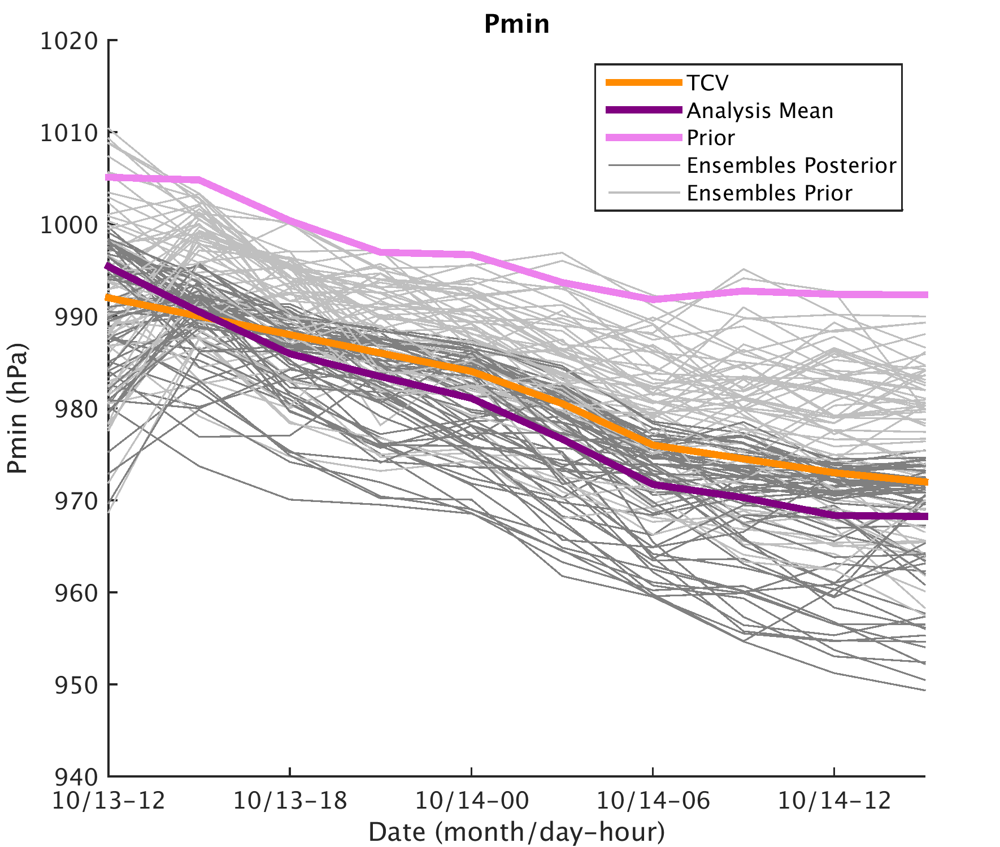 Pmin
1020
1010
1000
990
980
970
960
950
940
Pmin (hPa)
TCV
Analysis Mean
Prior
Ensembles Posterior
Ensembles Prior
10/13-12
10/13-18
10/14-00
10/14-06
10/14-12
Date (month/day-hour)